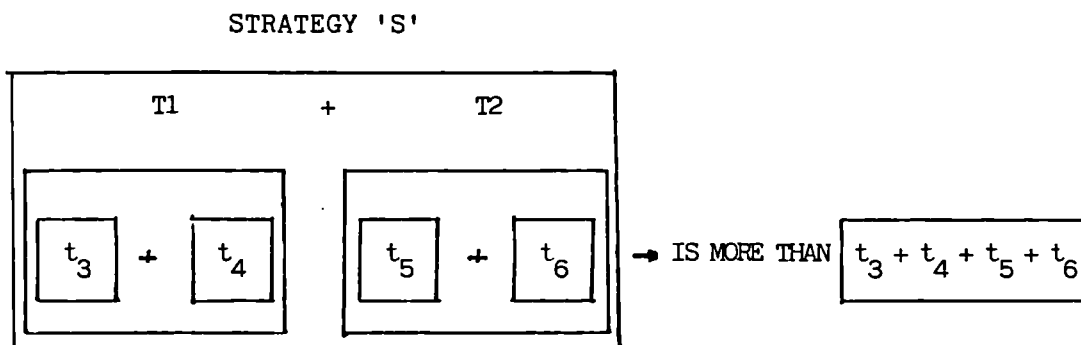 STRATEGY 'S'
T1 + T2
t₃ + t₄ t₅ + t₆ → IS MORE THAN t₃ + t₄ + t₅ + t₆